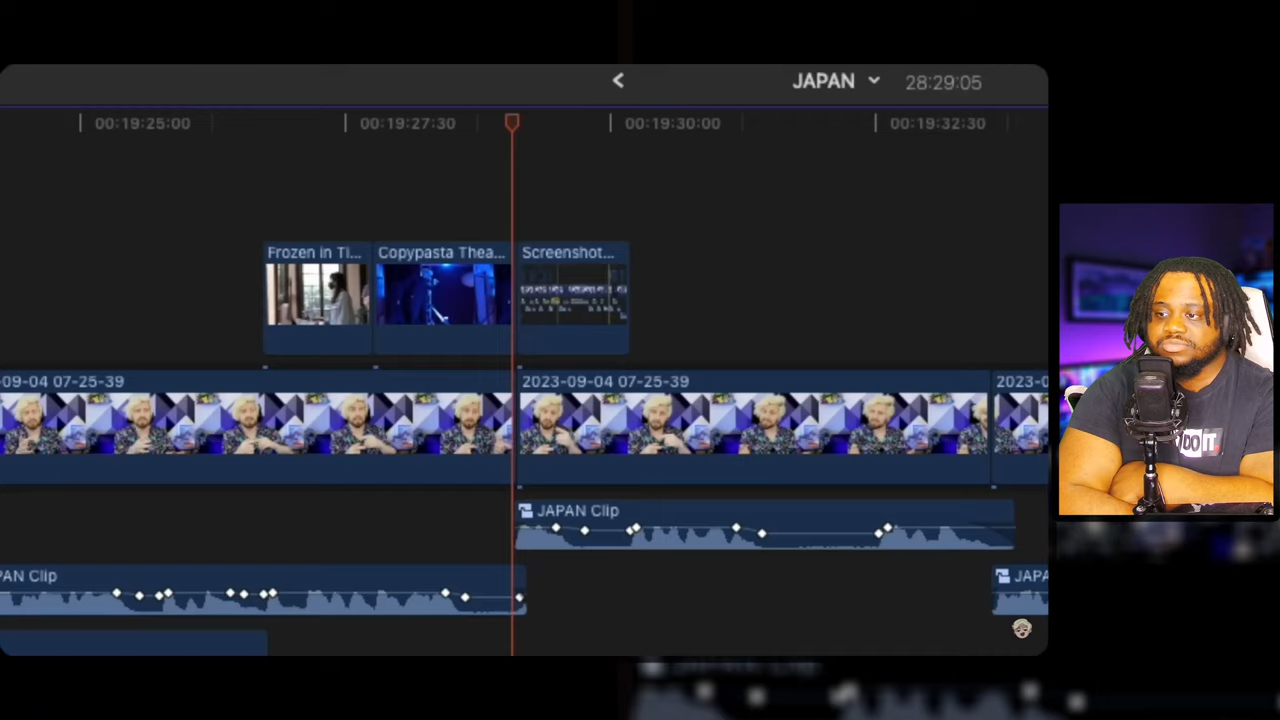 JAPAN 28:29:05
00:19:25:00 00:19:27:30 00:19:30:00 00:19:32:30
Frozen in Ti... Copypasta Thea... Screenshot...
-09-04 07-25-39 2023-09-04 07-25-39 2023-0
JAPAN Clip
PAN Clip JAPA
DO IT.